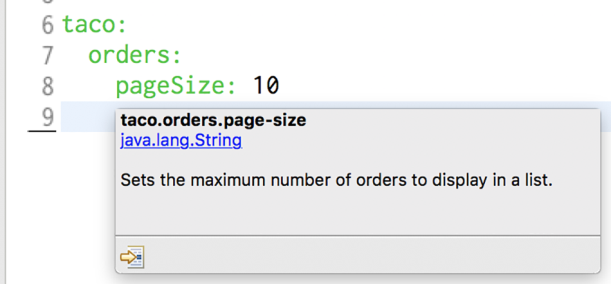 6 taco:
7 orders:
8 pageSize: 10
9
taco.orders.page-size
java.lang.String
Sets the maximum number of orders to display in a list.